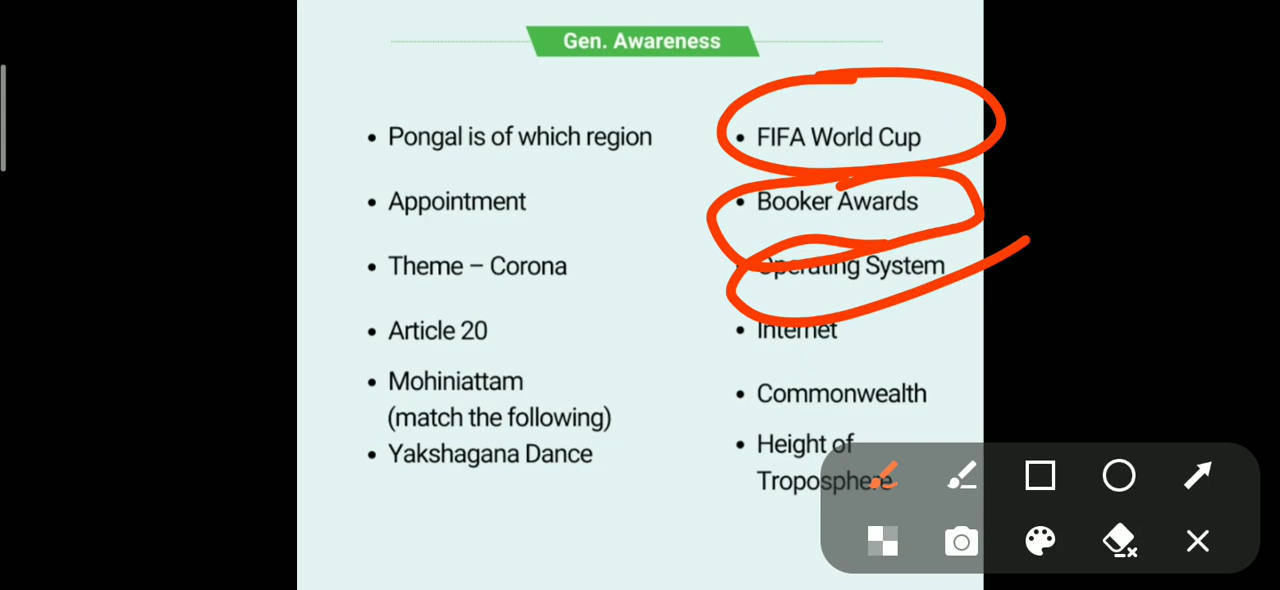 Gen. Awareness
• Pongal is of which region
• Appointment
• Theme – Corona
• Article 20
• Mohiniattam
(match the following)
• Yakshagana Dance
• FIFA World Cup
• Booker Awards
• Operating System
• Internet
• Commonwealth
• Height of
Troposphere